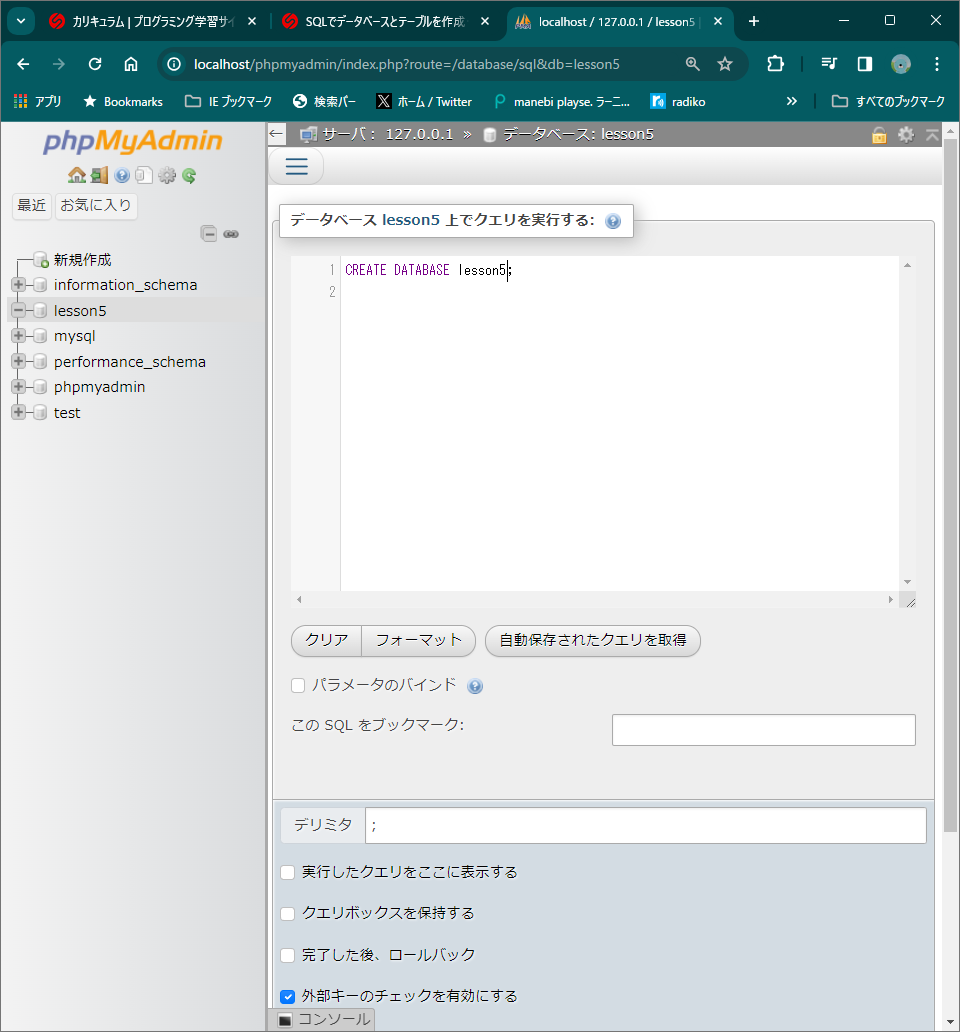 カリキュラム | プログラミング学習サイ
SQLでデータベースとテーブルを作成
localhost / 127.0.0.1 / lesson5 |
localhost/phpmyadmin/index.php?route=/database/sql&db=lesson5
アプリ
Bookmarks
IE ブックマーク
検索バー
ホーム / Twitter
manebi playse. ラーニ...
radiko
すべてのブックマーク
phpMyAdmin
最近
お気に入り
新規作成
information_schema
lesson5
mysql
performance_schema
phpmyadmin
test
サーバ: 127.0.0.1 » データベース: lesson5
データベース lesson5 上でクエリを実行する:
1 CREATE DATABASE lesson5;
2
クリア
フォーマット
自動保存されたクエリを取得
パラメータのバインド
この SQL をブックマーク:
デリミタ
;
実行したクエリをここに表示する
クエリボックスを保持する
完了した後、ロールバック
外部キーのチェックを有効にする
コンソール